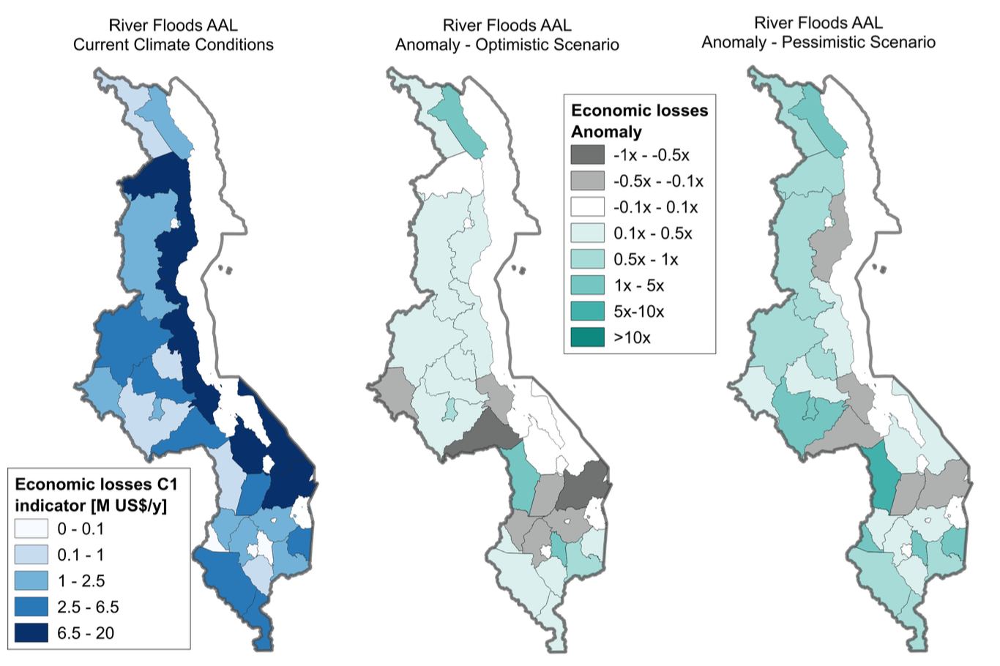 River Floods AAL
Current Climate Conditions
River Floods AAL
Anomaly - Optimistic Scenario
River Floods AAL
Anomaly - Pessimistic Scenario
Economic losses
Anomaly
-1x - -0.5x
-0.5x - -0.1x
-0.1x - 0.1x
0.1x - 0.5x
0.5x - 1x
1x - 5x
5x-10x
>10x
Economic losses C1
indicator [M US$/y]
0 - 0.1
0.1 - 1
1 - 2.5
2.5 - 6.5
6.5 - 20